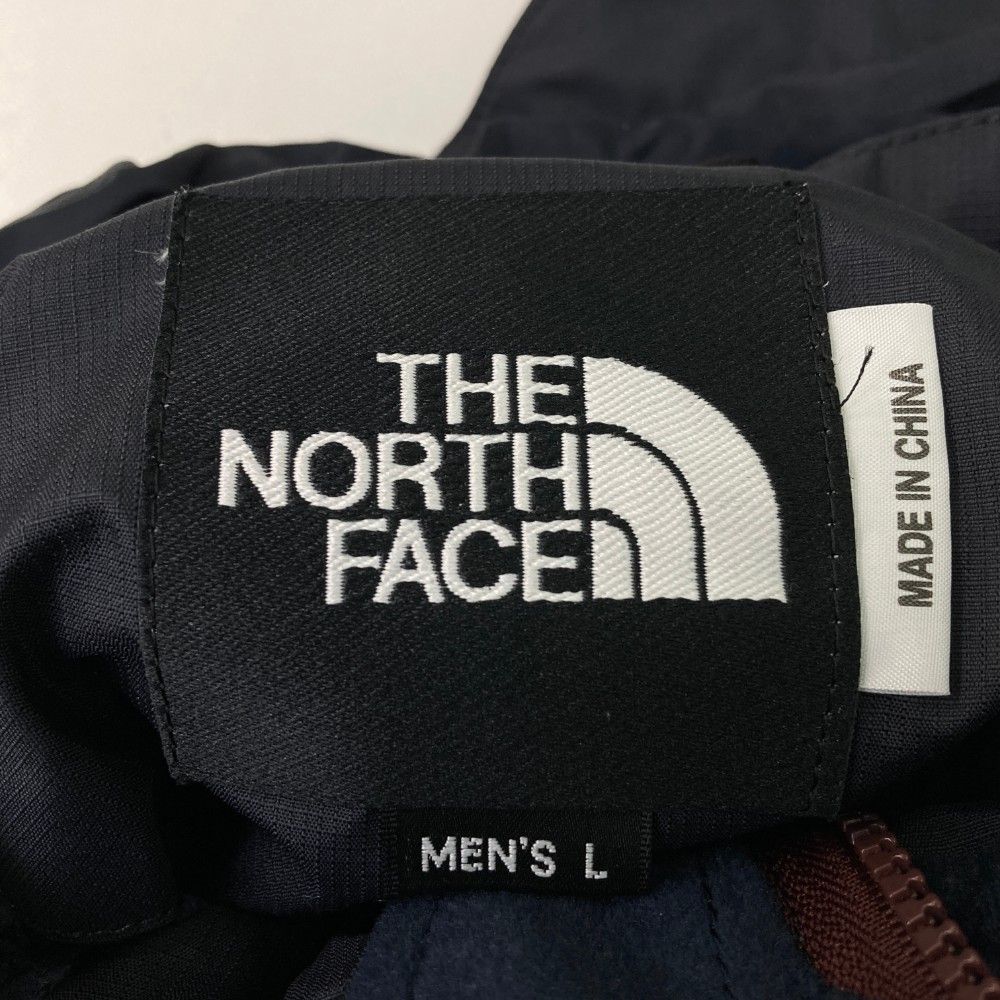 THE
NORTH
FACE
MADE IN CHINA
MEN'S L